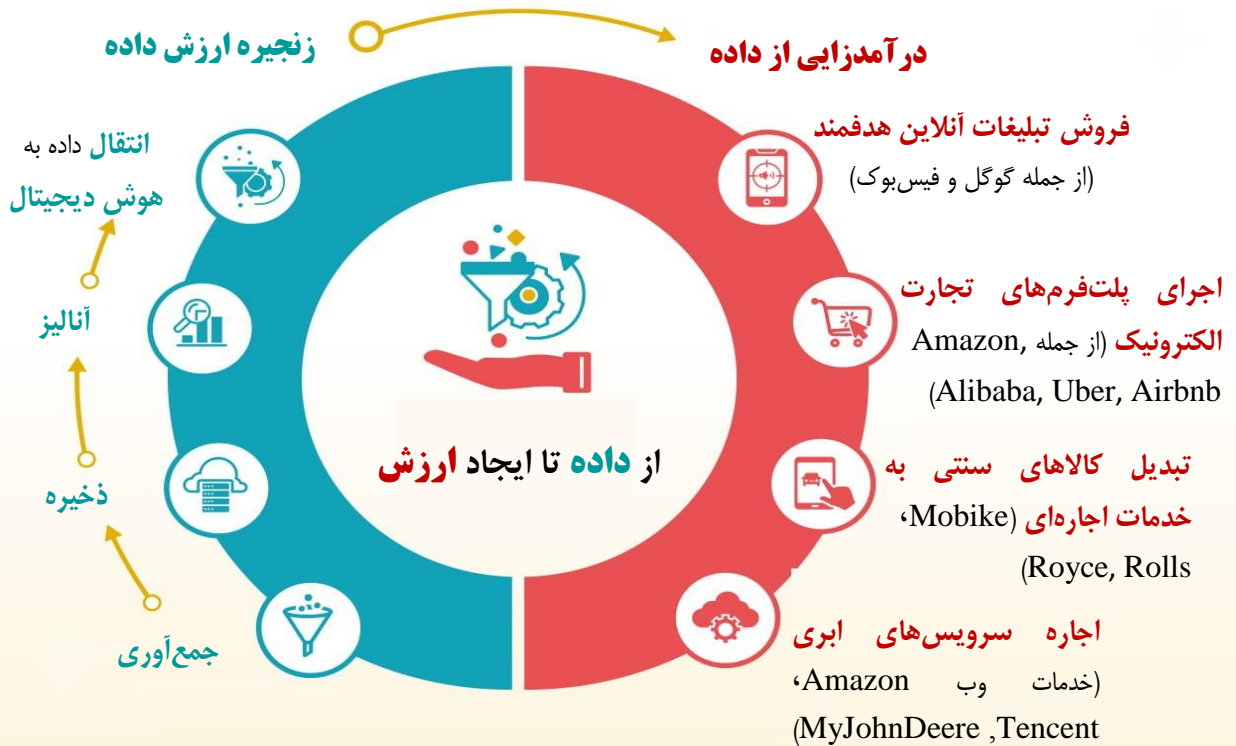 زنجیره ارزش داده
درآمدزایی از داده
انتقال داده به
هوش دیجیتال
آنالیز
ذخیره
جمع‌آوری
از داده تا ایجاد ارزش
فروش تبلیغات آنلاین هدفمند
(از جمله گوگل و فیس‌بوک)
اجرای پلت‌فرم‌های تجارت
الکترونیک (از جمله Amazon,
Alibaba, Uber, Airbnb)
تبدیل کالاهای سنتی به
خدمات اجاره‌ای (Mobike،
Royce, Rolls)
اجاره سرویس‌های ابری
(خدمات وب Amazon،
MyJohnDeere ,Tencent)